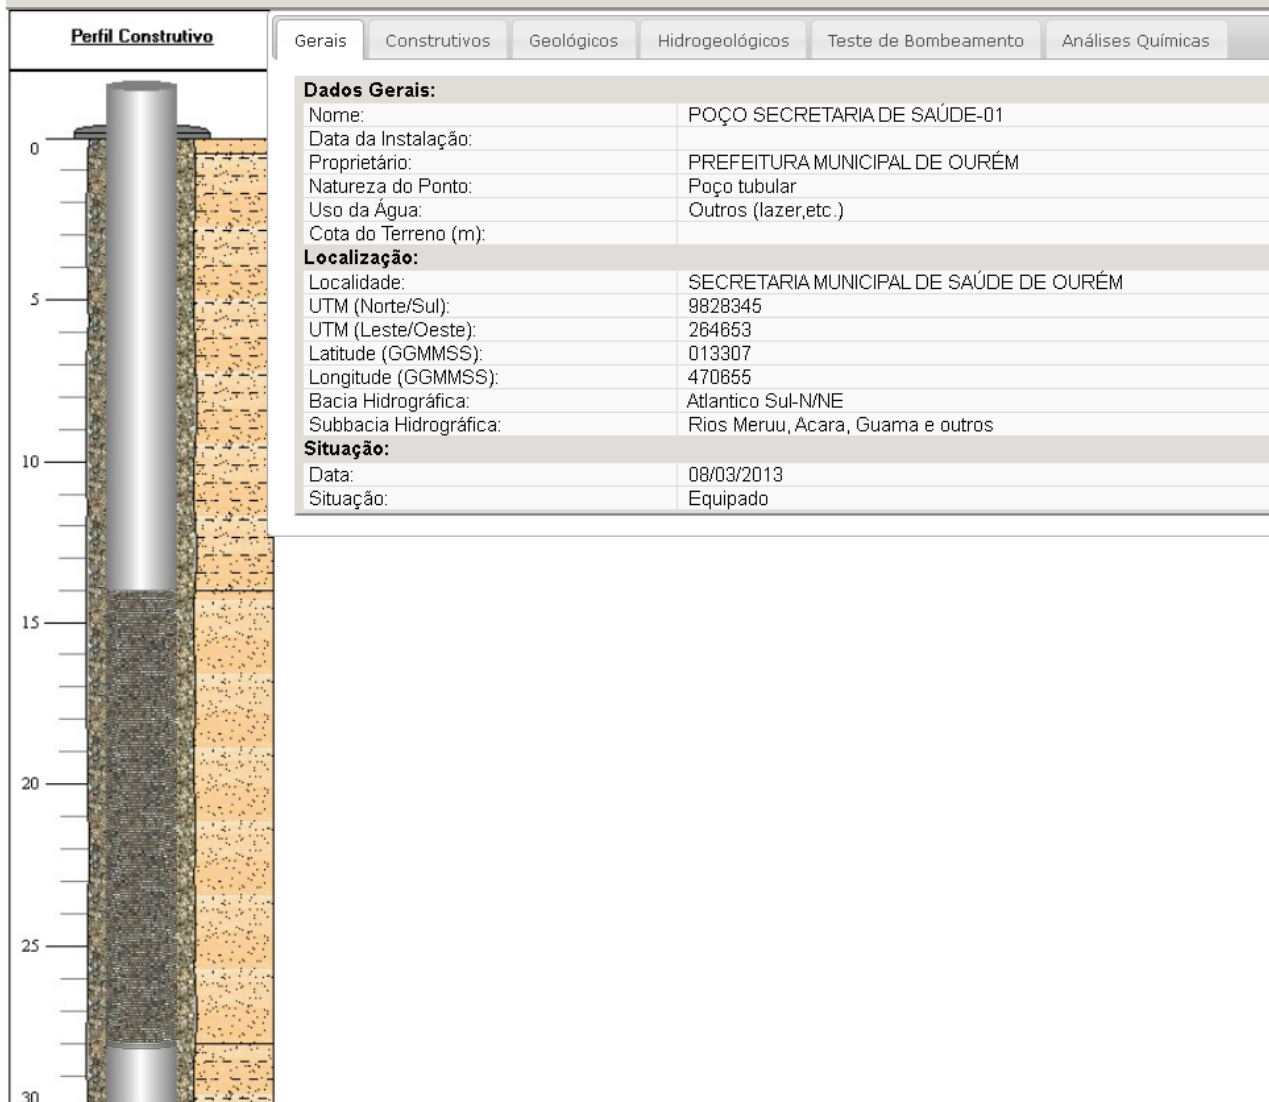 Perfil Construtivo
Gerais Construtivos Geológicos Hidrogeológicos Teste de Bombeamento Análises Químicas
Dados Gerais:
Nome: POÇO SECRETARIA DE SAÚDE-01
Data da Instalação:
Proprietário: PREFEITURA MUNICIPAL DE OURÉM
Natureza do Ponto: Poço tubular
Uso da Água: Outros (lazer,etc.)
Cota do Terreno (m):
Localização:
Localidade: SECRETARIA MUNICIPAL DE SAÚDE DE OURÉM
UTM (Norte/Sul): 9828345
UTM (Leste/Oeste): 264653
Latitude (GGMMSS): 013307
Longitude (GGMMSS): 470655
Bacia Hidrográfica: Atlantico Sul-N/NE
Subbacia Hidrográfica: Rios Meruu, Acara, Guama e outros
Situação:
Data: 08/03/2013
Situação: Equipado
0
5
10
15
20
25
30